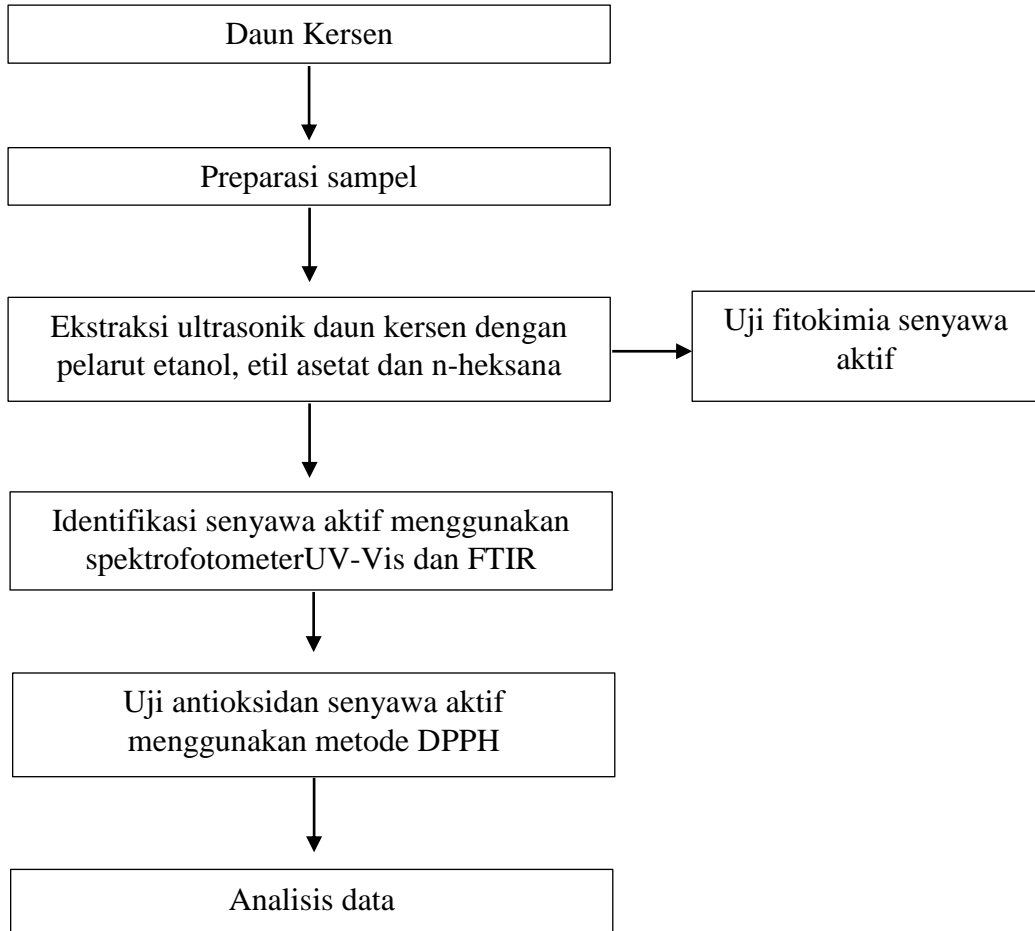 Daun Kersen
Preparasi sampel
Ekstraksi ultrasonik daun kersen dengan
pelarut etanol, etil asetat dan n-heksana
Uji fitokimia senyawa
aktif
Identifikasi senyawa aktif menggunakan
spektrofotometerUV-Vis dan FTIR
Uji antioksidan senyawa aktif
menggunakan metode DPPH
Analisis data